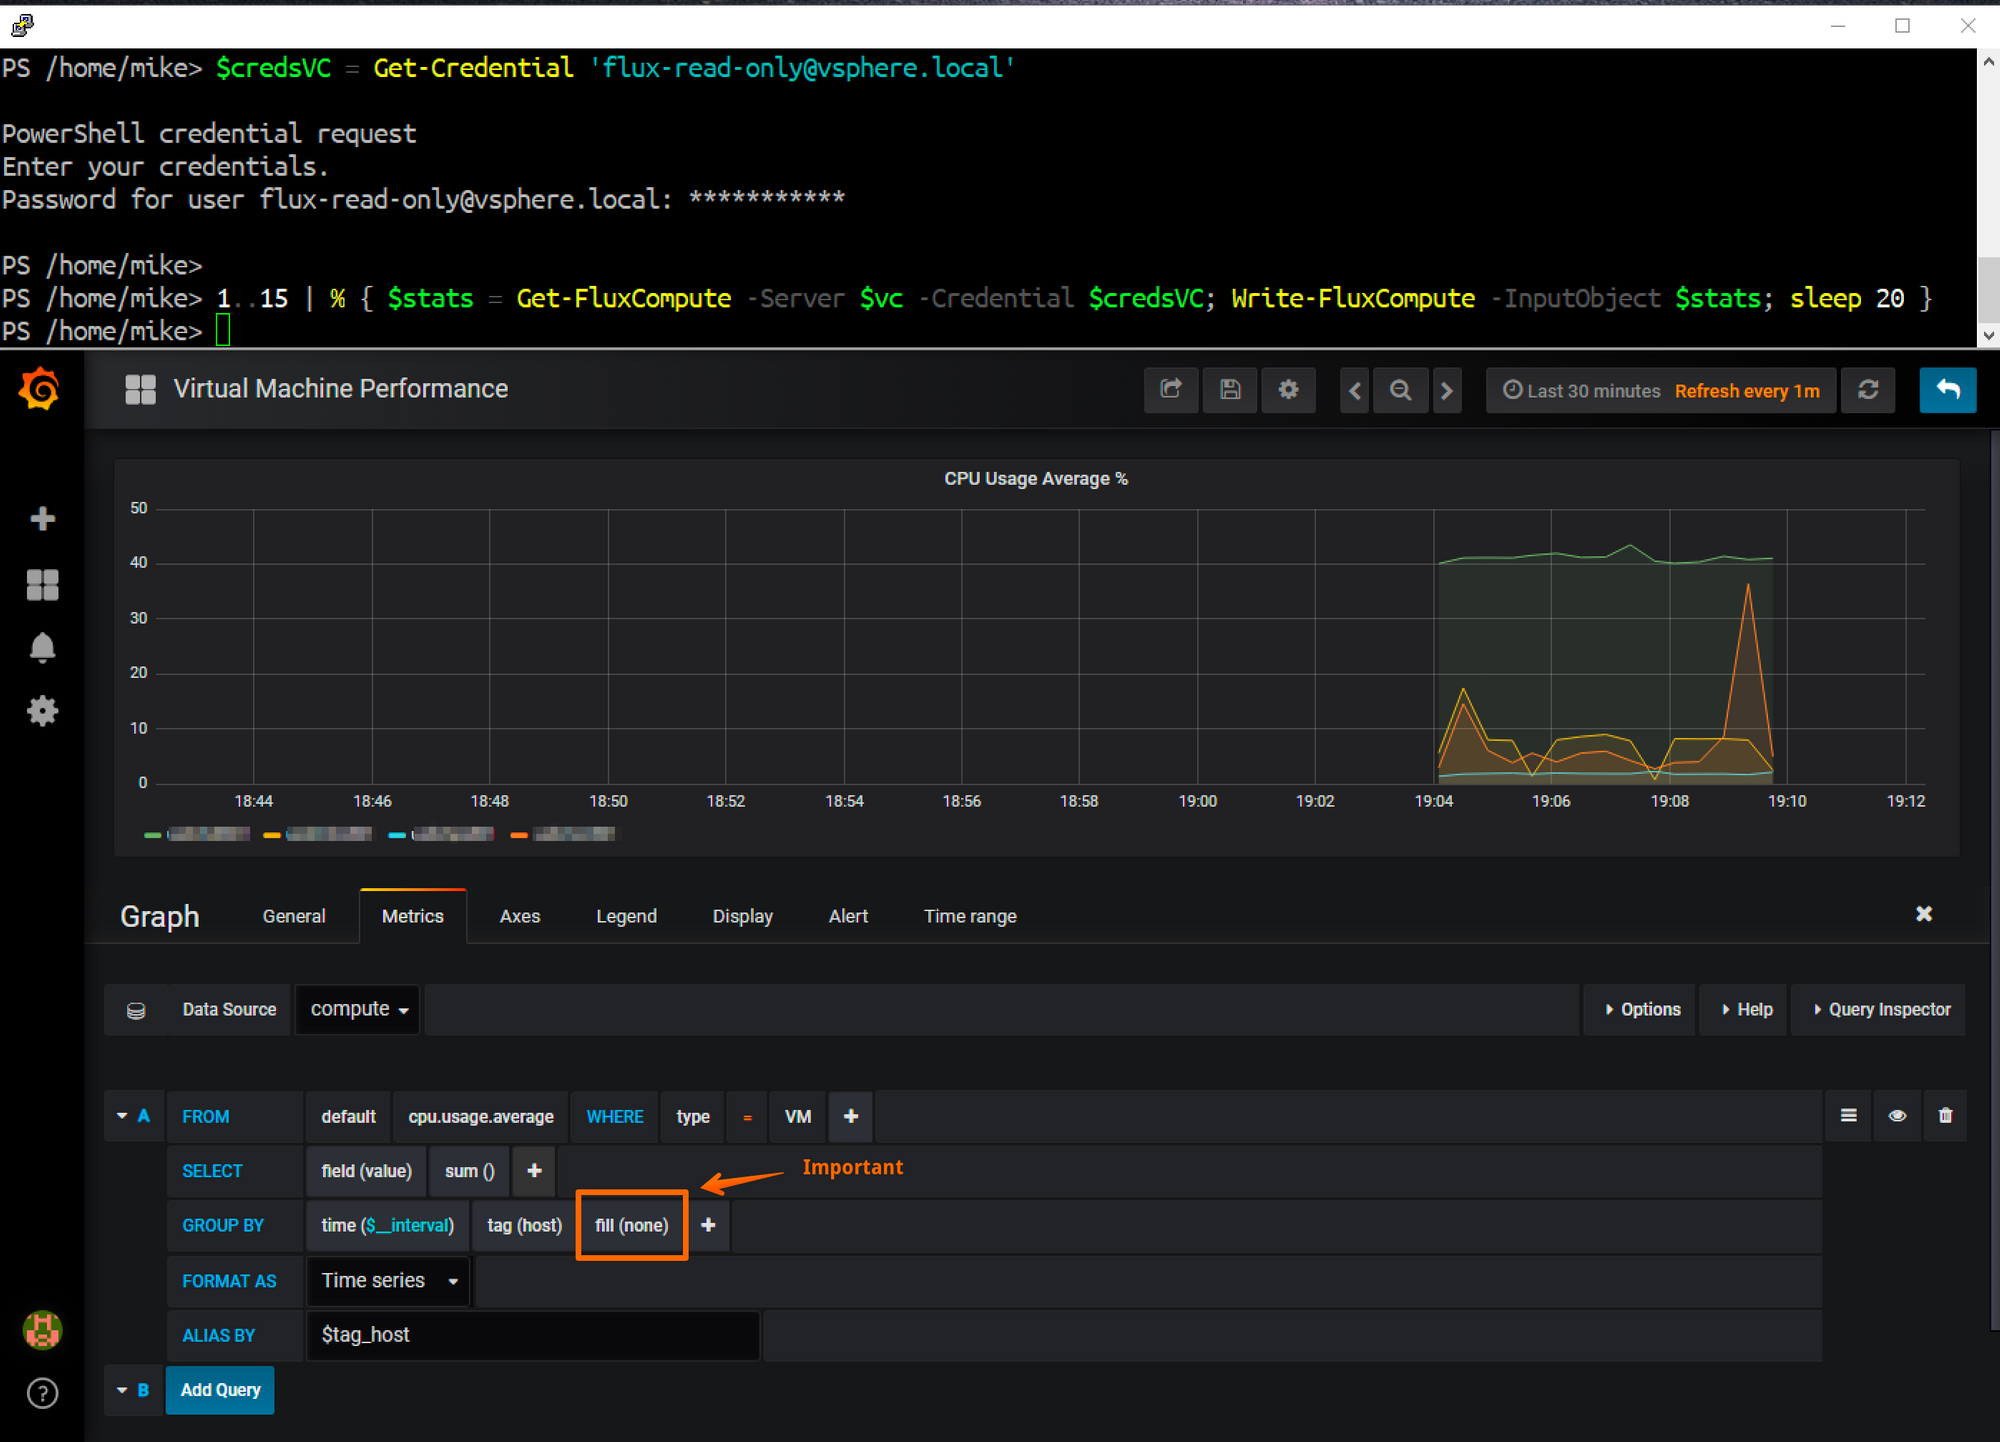 PS /home/mike> $credsVC = Get-Credential 'flux-read-only@vsphere.local'
PowerShell credential request
Enter your credentials.
Password for user flux-read-only@vsphere.local: ***********
PS /home/mike>
PS /home/mike> 1..15 | % { $stats = Get-FluxCompute -Server $vc -Credential $credsVC; Write-FluxCompute -InputObject $stats; sleep 20 }
PS /home/mike>
Virtual Machine Performance
Last 30 minutes Refresh every 1m
CPU Usage Average %
50
40
30
20
10
0
18:44 18:46 18:48 18:50 18:52 18:54 18:56 18:58 19:00 19:02 19:04 19:06 19:08 19:10 19:12
Graph General Metrics Axes Legend Display Alert Time range
Data Source compute Options Help Query Inspector
A FROM default cpu.usage.average WHERE type = VM +
SELECT field (value) sum () +
Important
GROUP BY time ($__interval) tag (host) fill (none) +
FORMAT AS Time series
ALIAS BY $tag_host
B Add Query